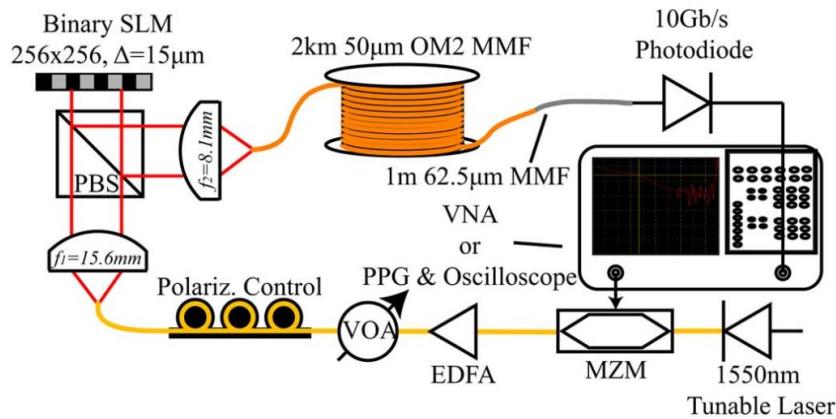 Binary SLM
256x256, Δ=15μm
2km 50μm OM2 MMF
10Gb/s
Photodiode
PBS
f₂=8.1mm
1m 62.5μm MMF
VNA
or
PPG & Oscilloscope
f₁=15.6mm
Polariz. Control
VOA
EDFA
MZM
1550nm
Tunable Laser